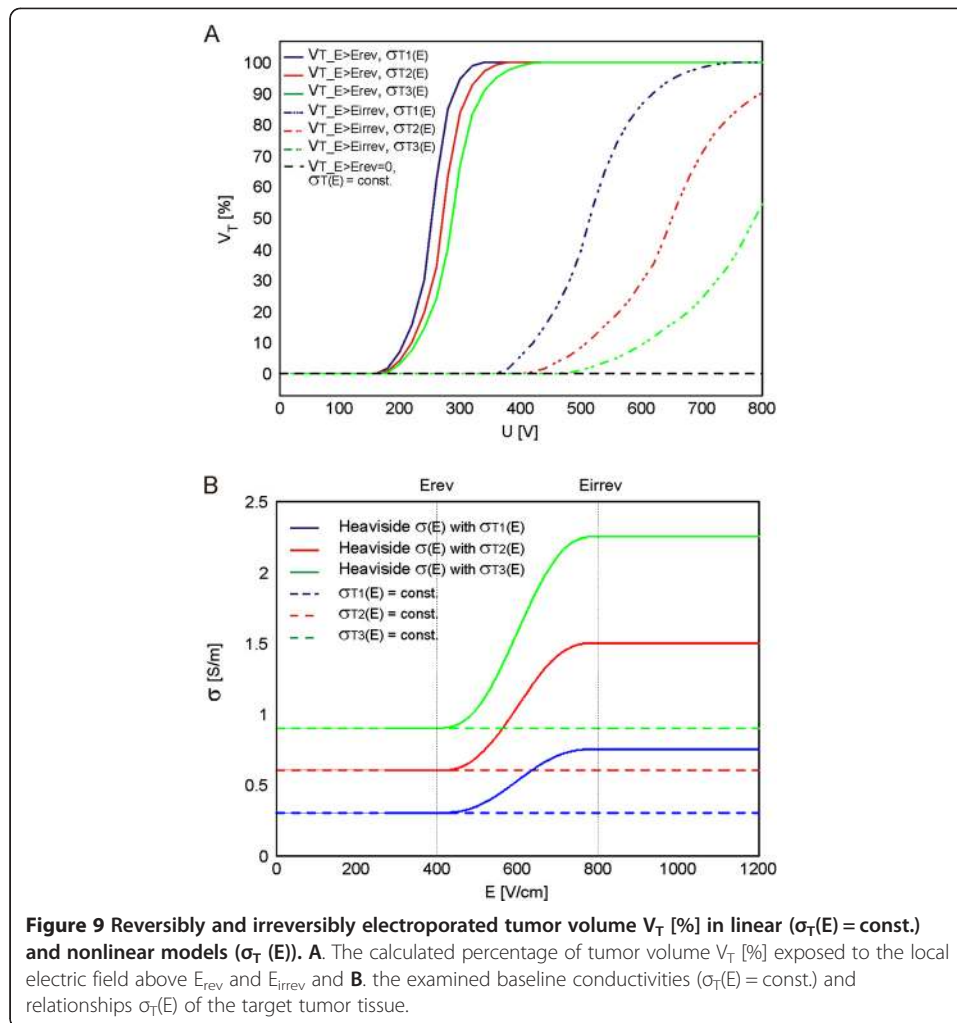 A
VT_E>Erev, σT1(E)
VT_E>Erev, σT2(E)
VT_E>Erev, σT3(E)
VT_E>Eirrev, σT1(E)
VT_E>Eirrev, σT2(E)
VT_E>Eirrev, σT3(E)
VT_E>Erev=0,
σT(E) = const.
100
90
80
70
60
50
40
30
20
10
0
VT [%]
0 200 300 400 500 600 700 800
U [V]
B
Erev Eirrev
2.5
2
1.5
1
0.5
0
σ [S/m]
Heaviside σ(E) with σT1(E)
Heaviside σ(E) with σT2(E)
Heaviside σ(E) with σT3(E)
σT1(E) = const.
σT2(E) = const.
σT3(E) = const.
0 200 400 600 800 1000 1200
E [V/cm]
Figure 9 Reversibly and irreversibly electroporated tumor volume VT [%] in linear (σT(E) = const.)
and nonlinear models (σT (E)). A. The calculated percentage of tumor volume VT [%] exposed to the local
electric field above Erev and Eirrev and B. the examined baseline conductivities (σT(E) = const.) and
relationships σT(E) of the target tumor tissue.